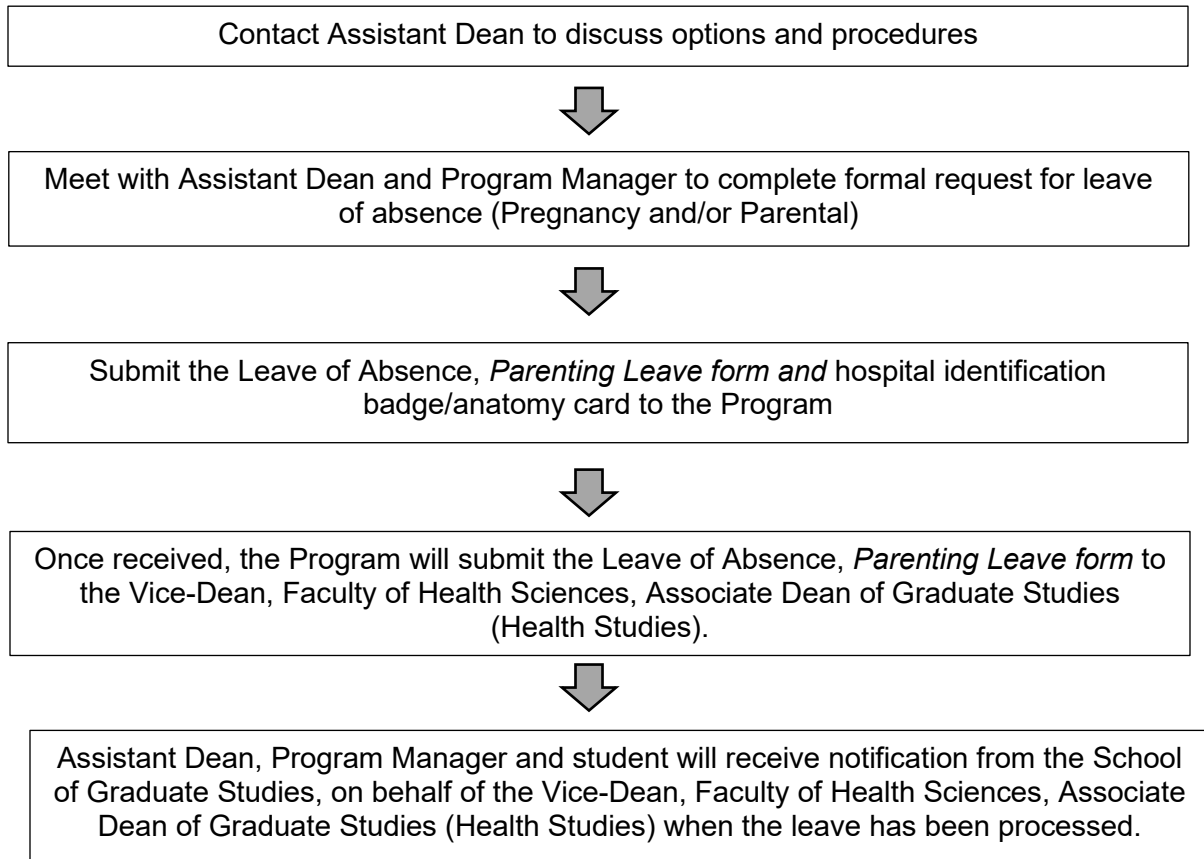 Contact Assistant Dean to discuss options and procedures
Meet with Assistant Dean and Program Manager to complete formal request for leave
of absence (Pregnancy and/or Parental)
Submit the Leave of Absence, Parenting Leave form and hospital identification
badge/anatomy card to the Program
Once received, the Program will submit the Leave of Absence, Parenting Leave form to
the Vice-Dean, Faculty of Health Sciences, Associate Dean of Graduate Studies
(Health Studies).
Assistant Dean, Program Manager and student will receive notification from the School
of Graduate Studies, on behalf of the Vice-Dean, Faculty of Health Sciences, Associate
Dean of Graduate Studies (Health Studies) when the leave has been processed.